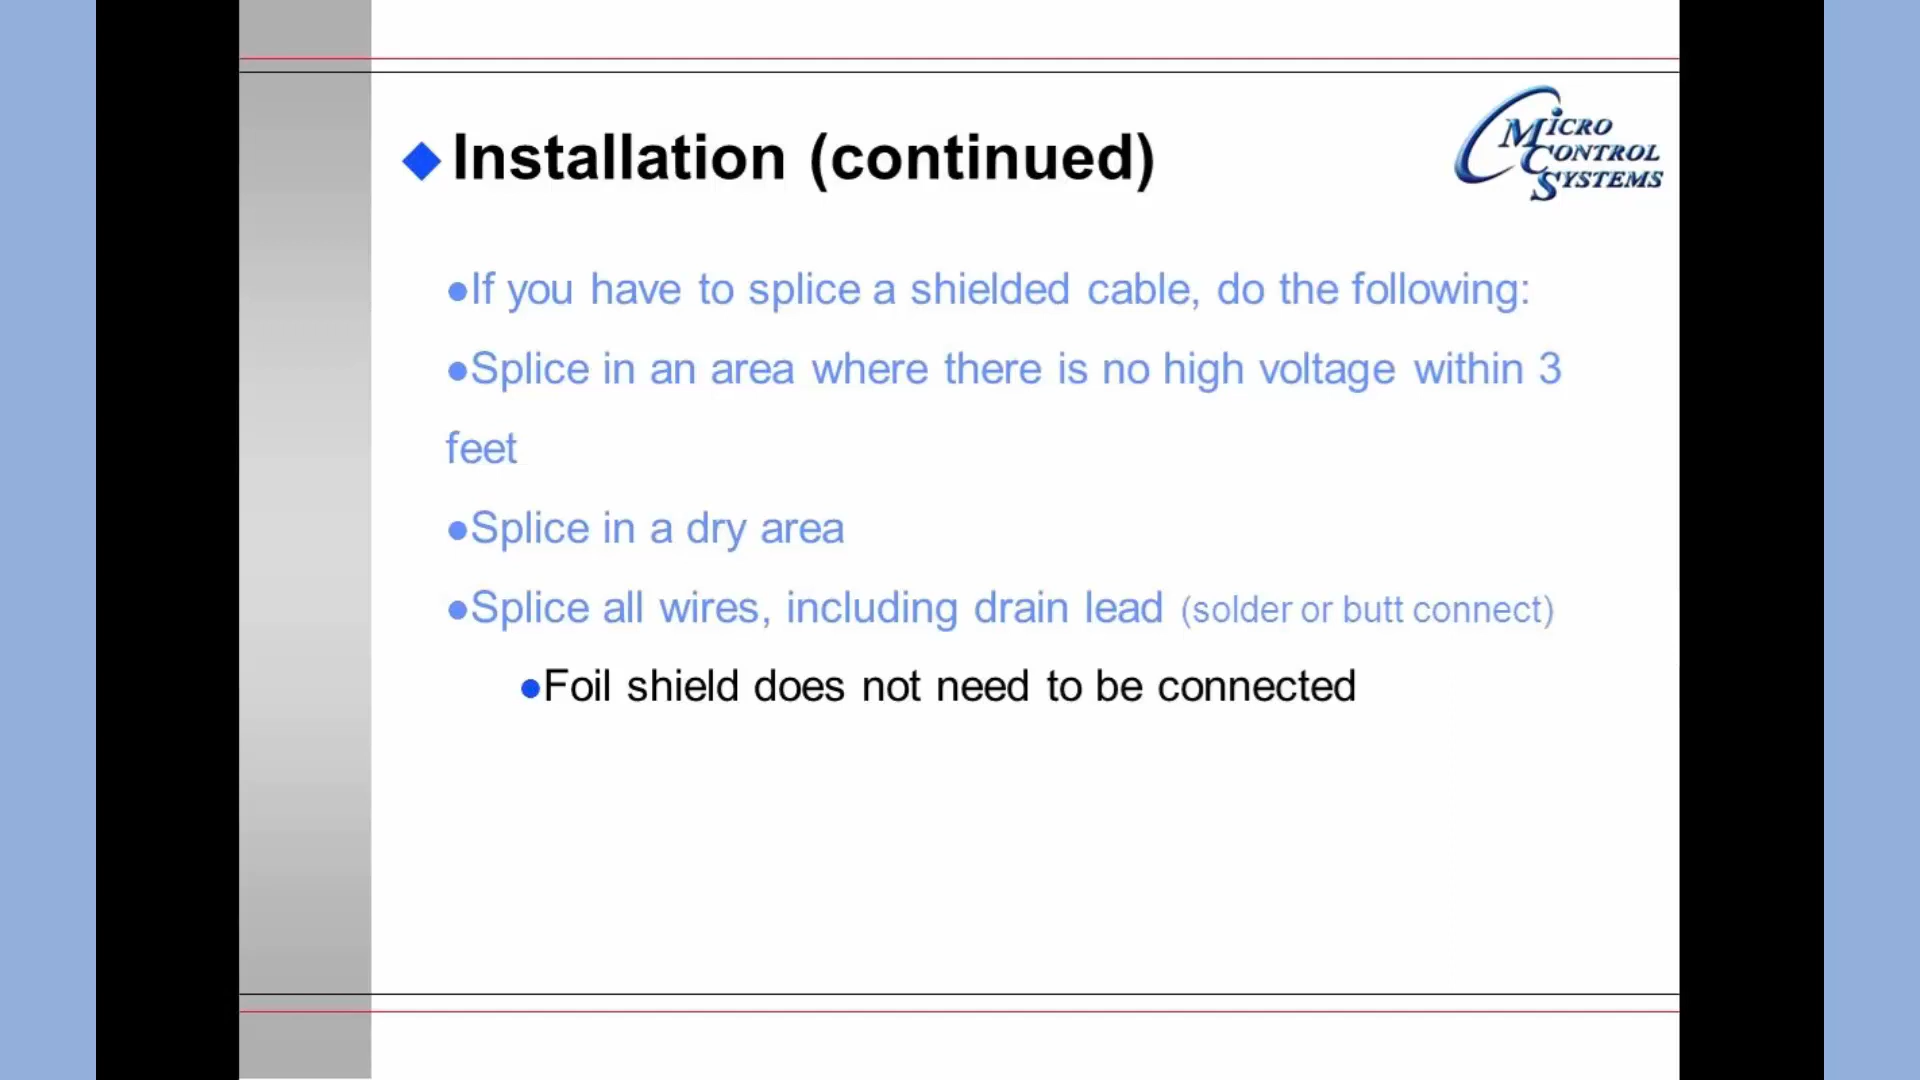 ◆Installation (continued)
MICRO
CONTROL
SYSTEMS
●If you have to splice a shielded cable, do the following:
●Splice in an area where there is no high voltage within 3
feet
●Splice in a dry area
●Splice all wires, including drain lead (solder or butt connect)
●Foil shield does not need to be connected